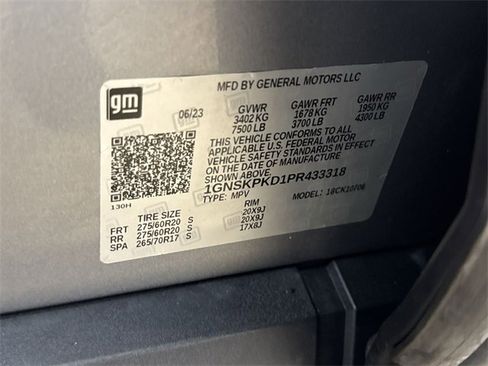 MFD BY GENERAL MOTORS LLC
gm
06/23 GVWR GAWR FRT GAWR RR
3402 KG 1678 KG 1950 KG
7500 LB 3700 LB 4300 LB
THIS VEHICLE CONFORMS TO ALL
APPLICABLE U.S. FEDERAL MOTOR
VEHICLE SAFETY STANDARDS IN
EFFECT ON THE DATE OF MANUFACTURE
SHOWN ABOVE.
1GNSKPKD1PR433318
TYPE: MPV MODEL: 18CK10706
130H
TIRE SIZE RIM
FRT 275/60R20 S 20X9J
RR 275/60R20 S 20X9J
SPA 265/70R17 S 17X8J